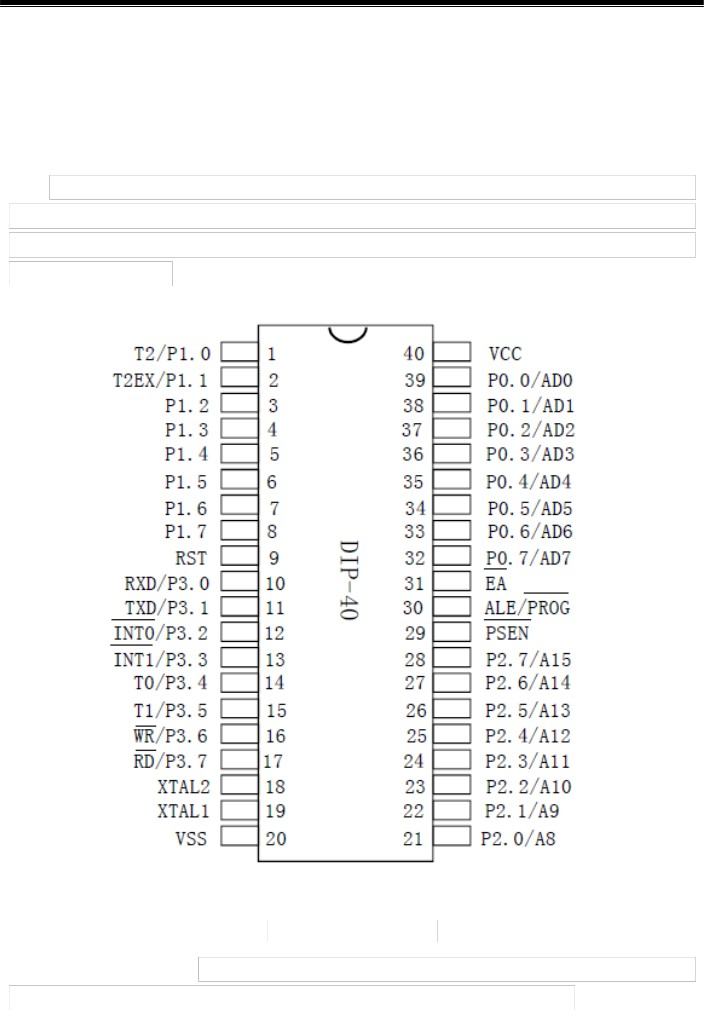 T2/P1.0 1 40 VCC
T2EX/P1.1 2 39 P0.0/AD0
P1.2 3 38 P0.1/AD1
P1.3 4 37 P0.2/AD2
P1.4 5 36 P0.3/AD3
P1.5 6 35 P0.4/AD4
P1.6 7 34 P0.5/AD5
P1.7 8 33 P0.6/AD6
RST 9 32 P0.7/AD7
RXD/P3.0 10 31 EA
TXD/P3.1 11 30 ALE/PROG
INT0/P3.2 12 29 PSEN
INT1/P3.3 13 28 P2.7/A15
T0/P3.4 14 27 P2.6/A14
T1/P3.5 15 26 P2.5/A13
WR/P3.6 16 25 P2.4/A12
RD/P3.7 17 24 P2.3/A11
XTAL2 18 23 P2.2/A10
XTAL1 19 22 P2.1/A9
VSS 20 21 P2.0/A8
DIP-40